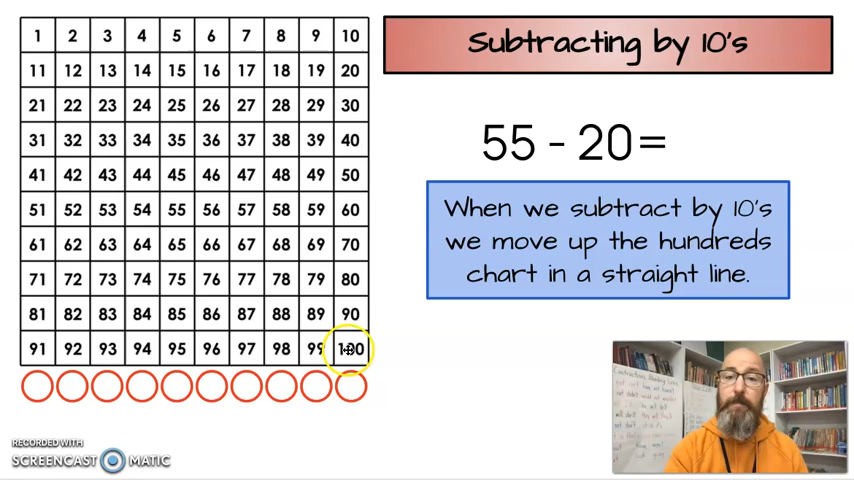 1 2 3 4 5 6 7 8 9 10
11 12 13 14 15 16 17 18 19 20
21 22 23 24 25 26 27 28 29 30
31 32 33 34 35 36 37 38 39 40
41 42 43 44 45 46 47 48 49 50
51 52 53 54 55 56 57 58 59 60
61 62 63 64 65 66 67 68 69 70
71 72 73 74 75 76 77 78 79 80
81 82 83 84 85 86 87 88 89 90
91 92 93 94 95 96 97 98 99 100
Subtracting by 10's
55 - 20=
When we subtract by 10's
we move up the hundreds
chart in a straight line.
RECORDED WITH
SCREENCAST MATIC